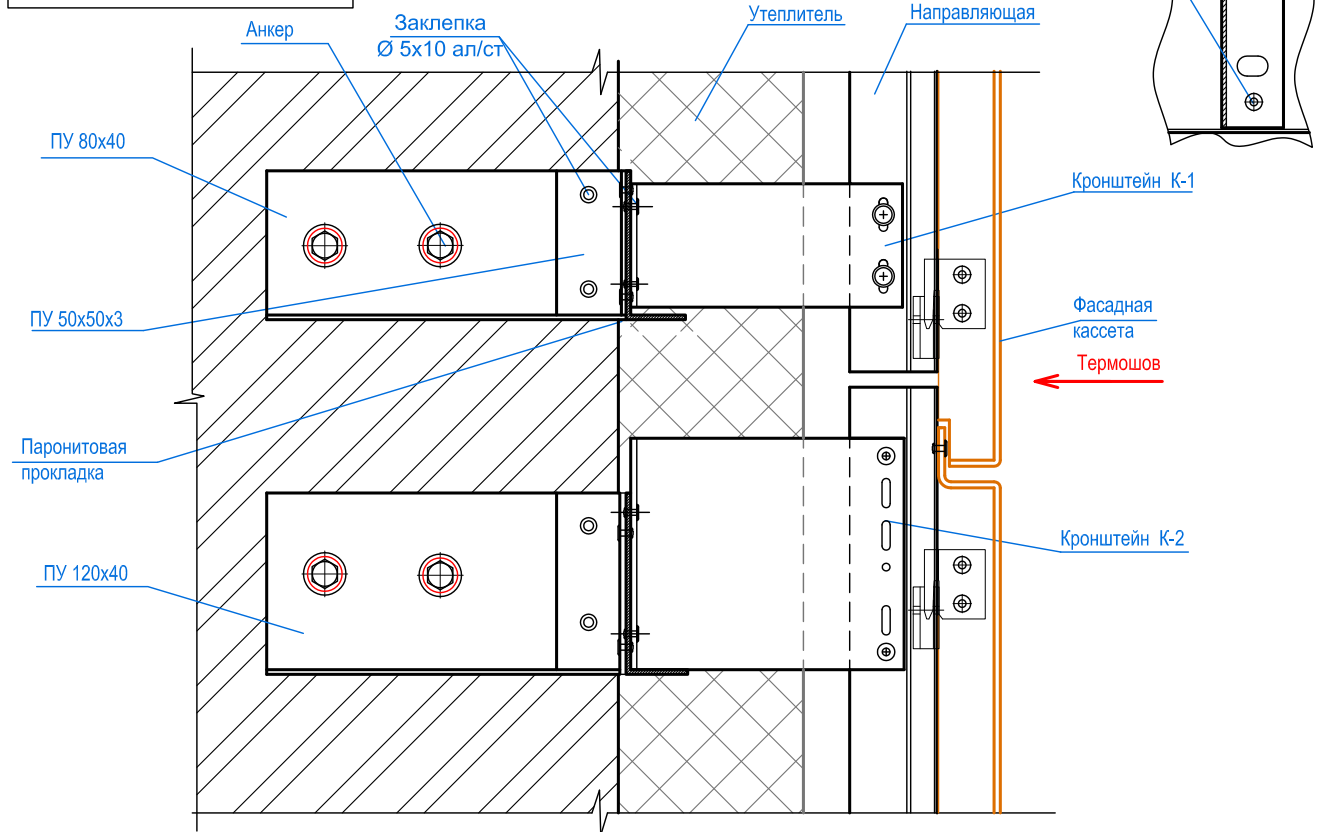 Утеплитель
Направляющая
Анкер
Заклепка
Ø 5х10 ал/ст
ПУ 80х40
Кронштейн К-1
ПУ 50х50х3
Фасадная
кассета
Термошов
Паронитовая
прокладка
Кронштейн К-2
ПУ 120х40